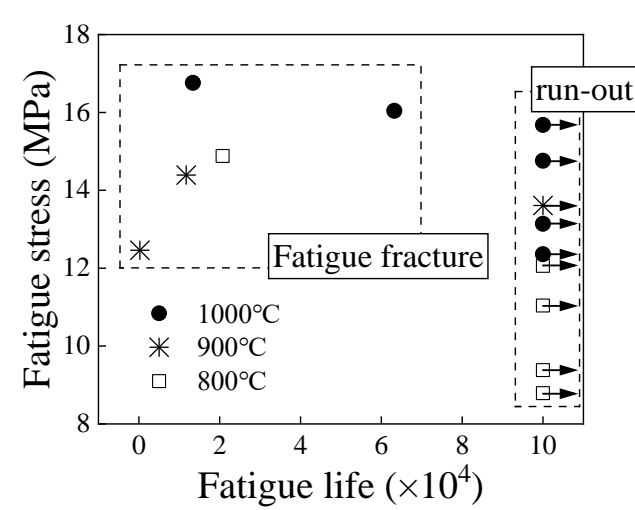 18
16
14
12
10
8
Fatigue stress (MPa)
run-out
Fatigue fracture
1000°C
900°C
800°C
0 2 4 6 8 10
Fatigue life (×10⁴)